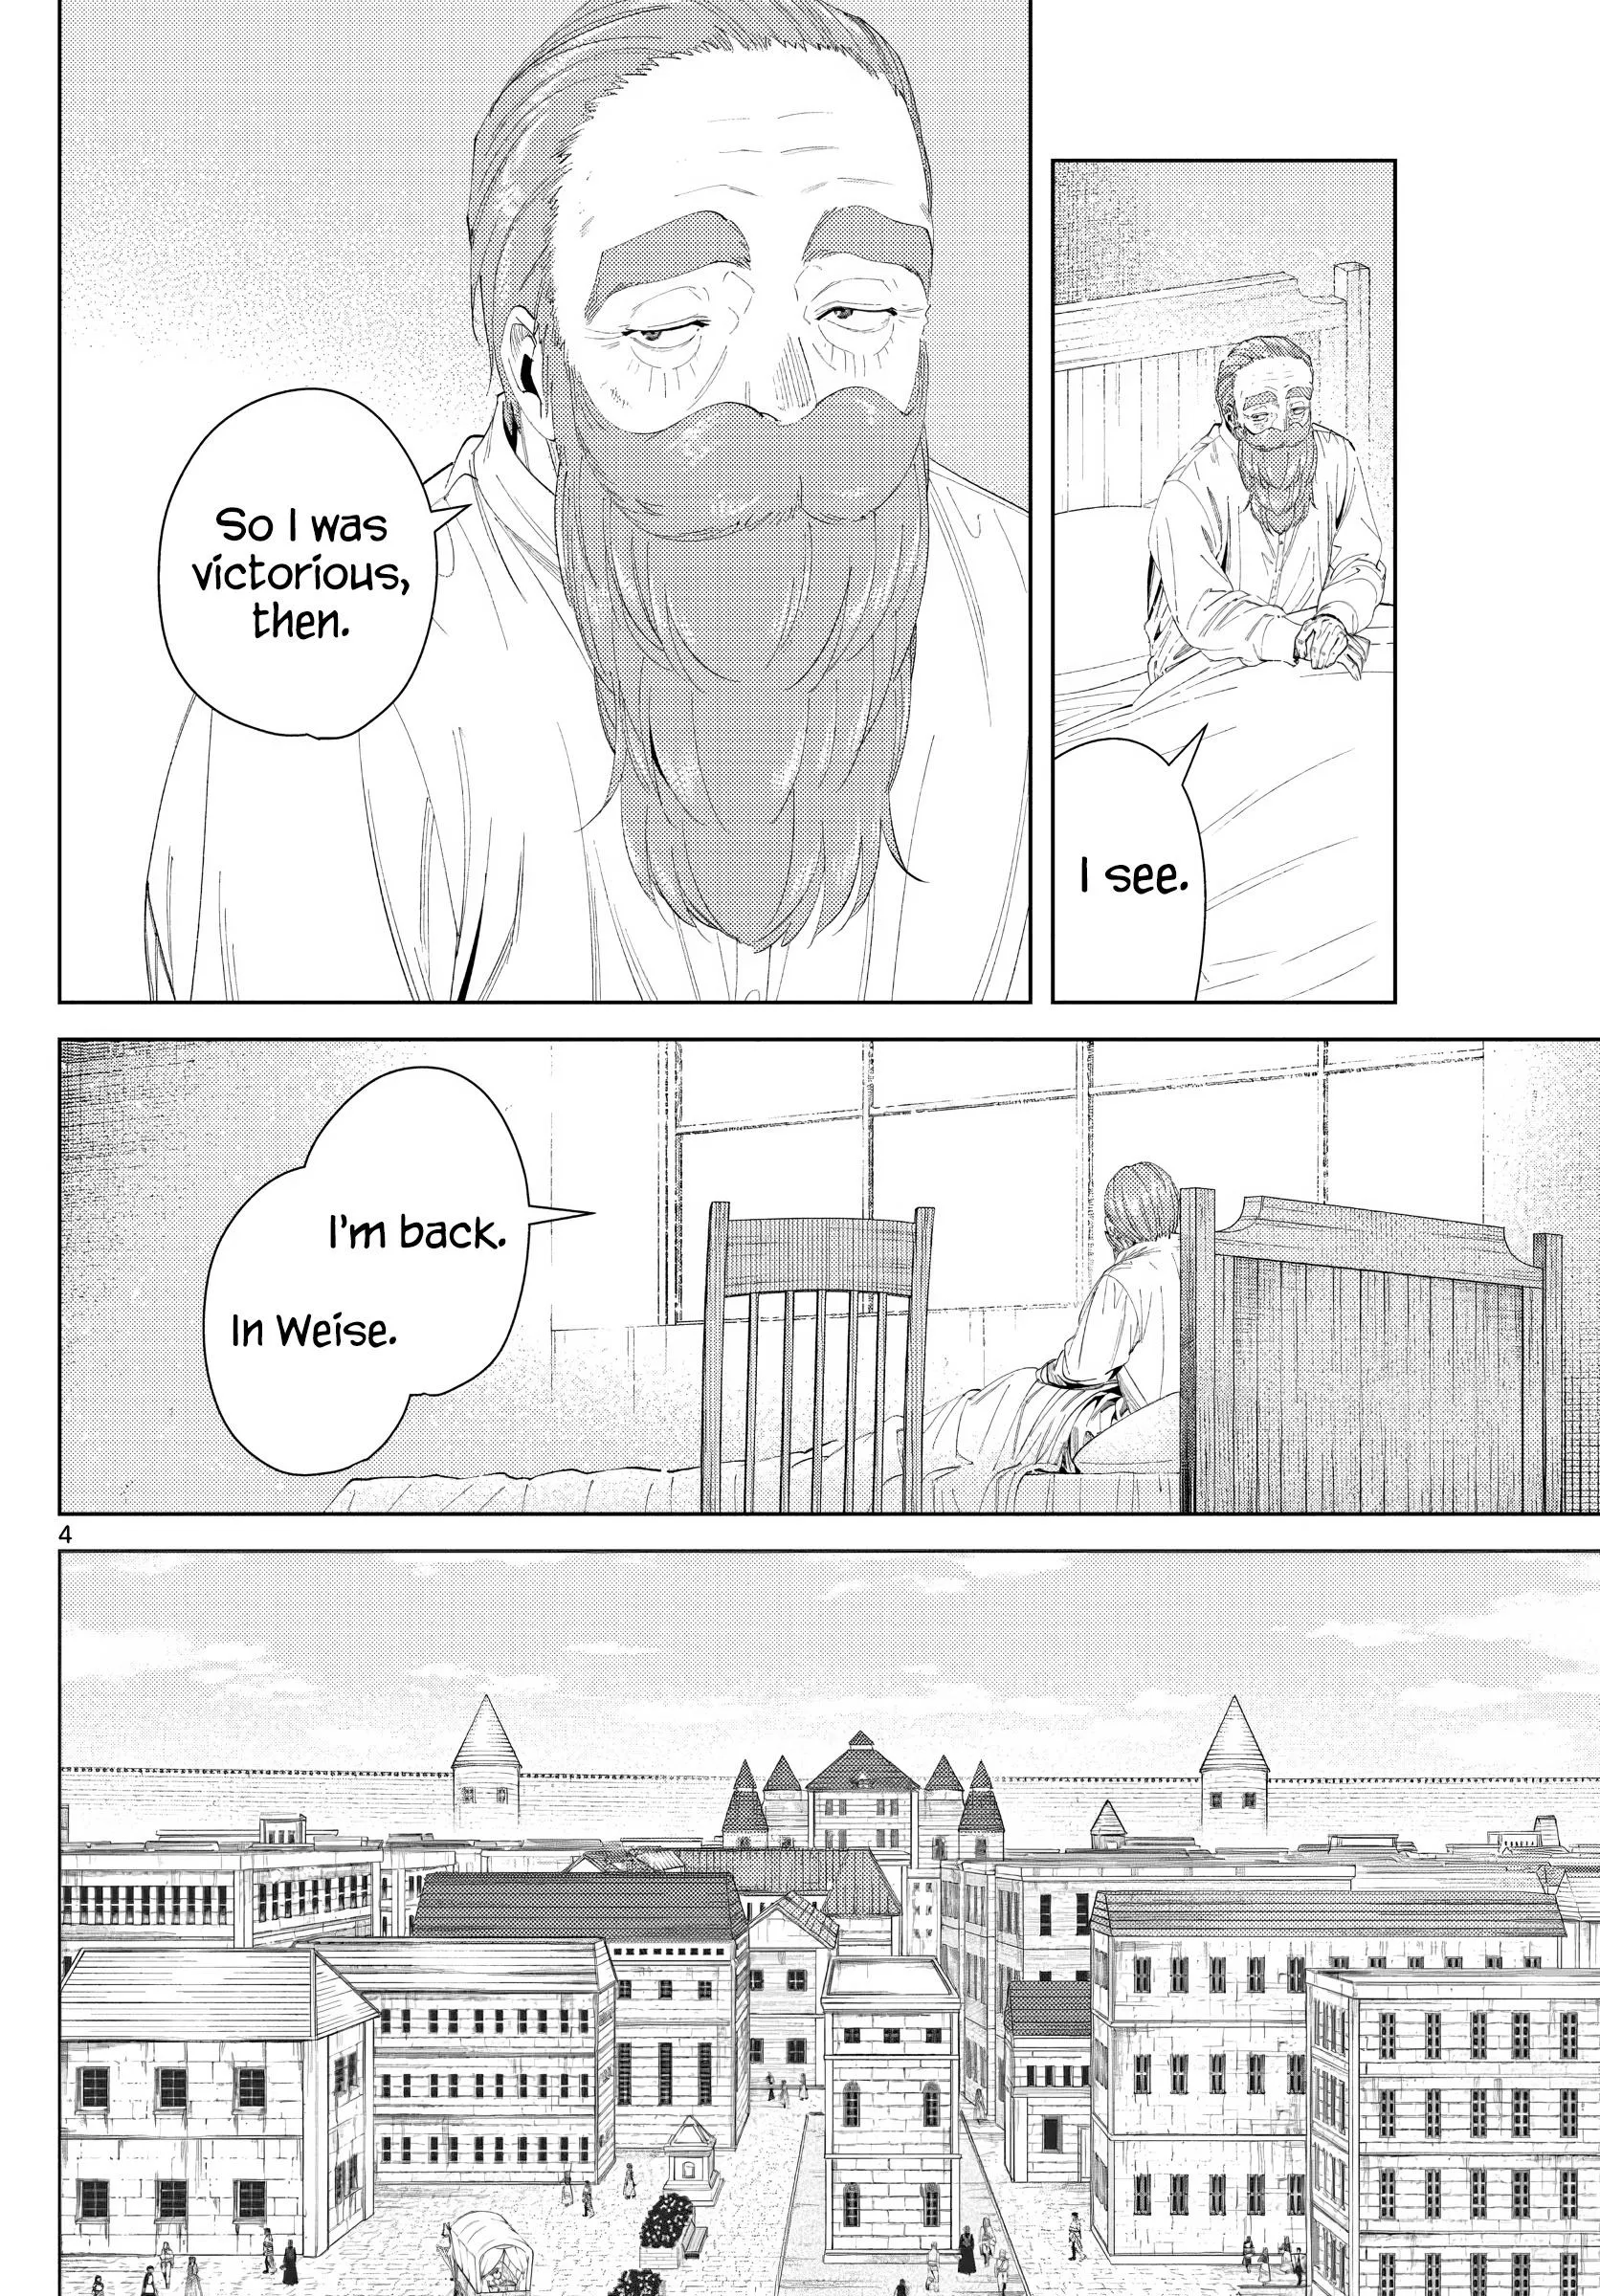 I see.
So I was
victorious,
then.
I'm back.
In Weise.
4